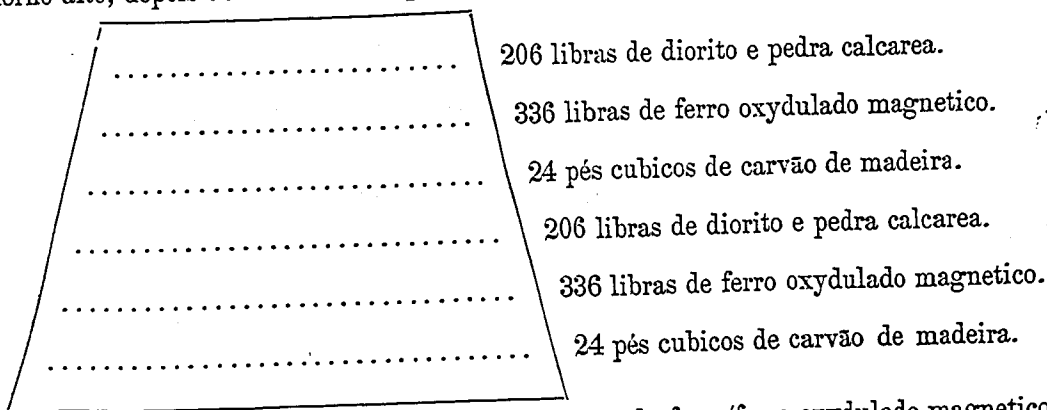 206 libras de diorito e pedra calcarea.
336 libras de ferro oxydulado magnetico.
24 pés cubicos de carvão de madeira.
206 libras de diorito e pedra calcarea.
336 libras de ferro oxydulado magnetico.
24 pés cubicos de carvão de madeira.
oxydulado magnetico